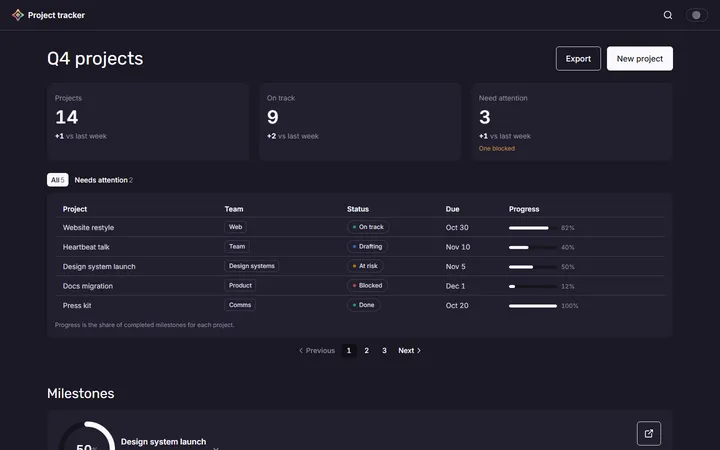 Project tracker
Q4 projects
Export
New project
Projects
14
+1 vs last week
On track
9
+2 vs last week
Need attention
3
+1 vs last week
One blocked
All 5
Needs attention 2
Project Team Status Due Progress
Website restyle Web On track Oct 30 82%
Heartbeat talk Team Drafting Nov 10 40%
Design system launch Design systems At risk Nov 5 50%
Docs migration Product Blocked Dec 1 12%
Press kit Comms Done Oct 20 100%
Progress is the share of completed milestones for each project.
Previous 1 2 3 Next
Milestones
Design system launch
50%